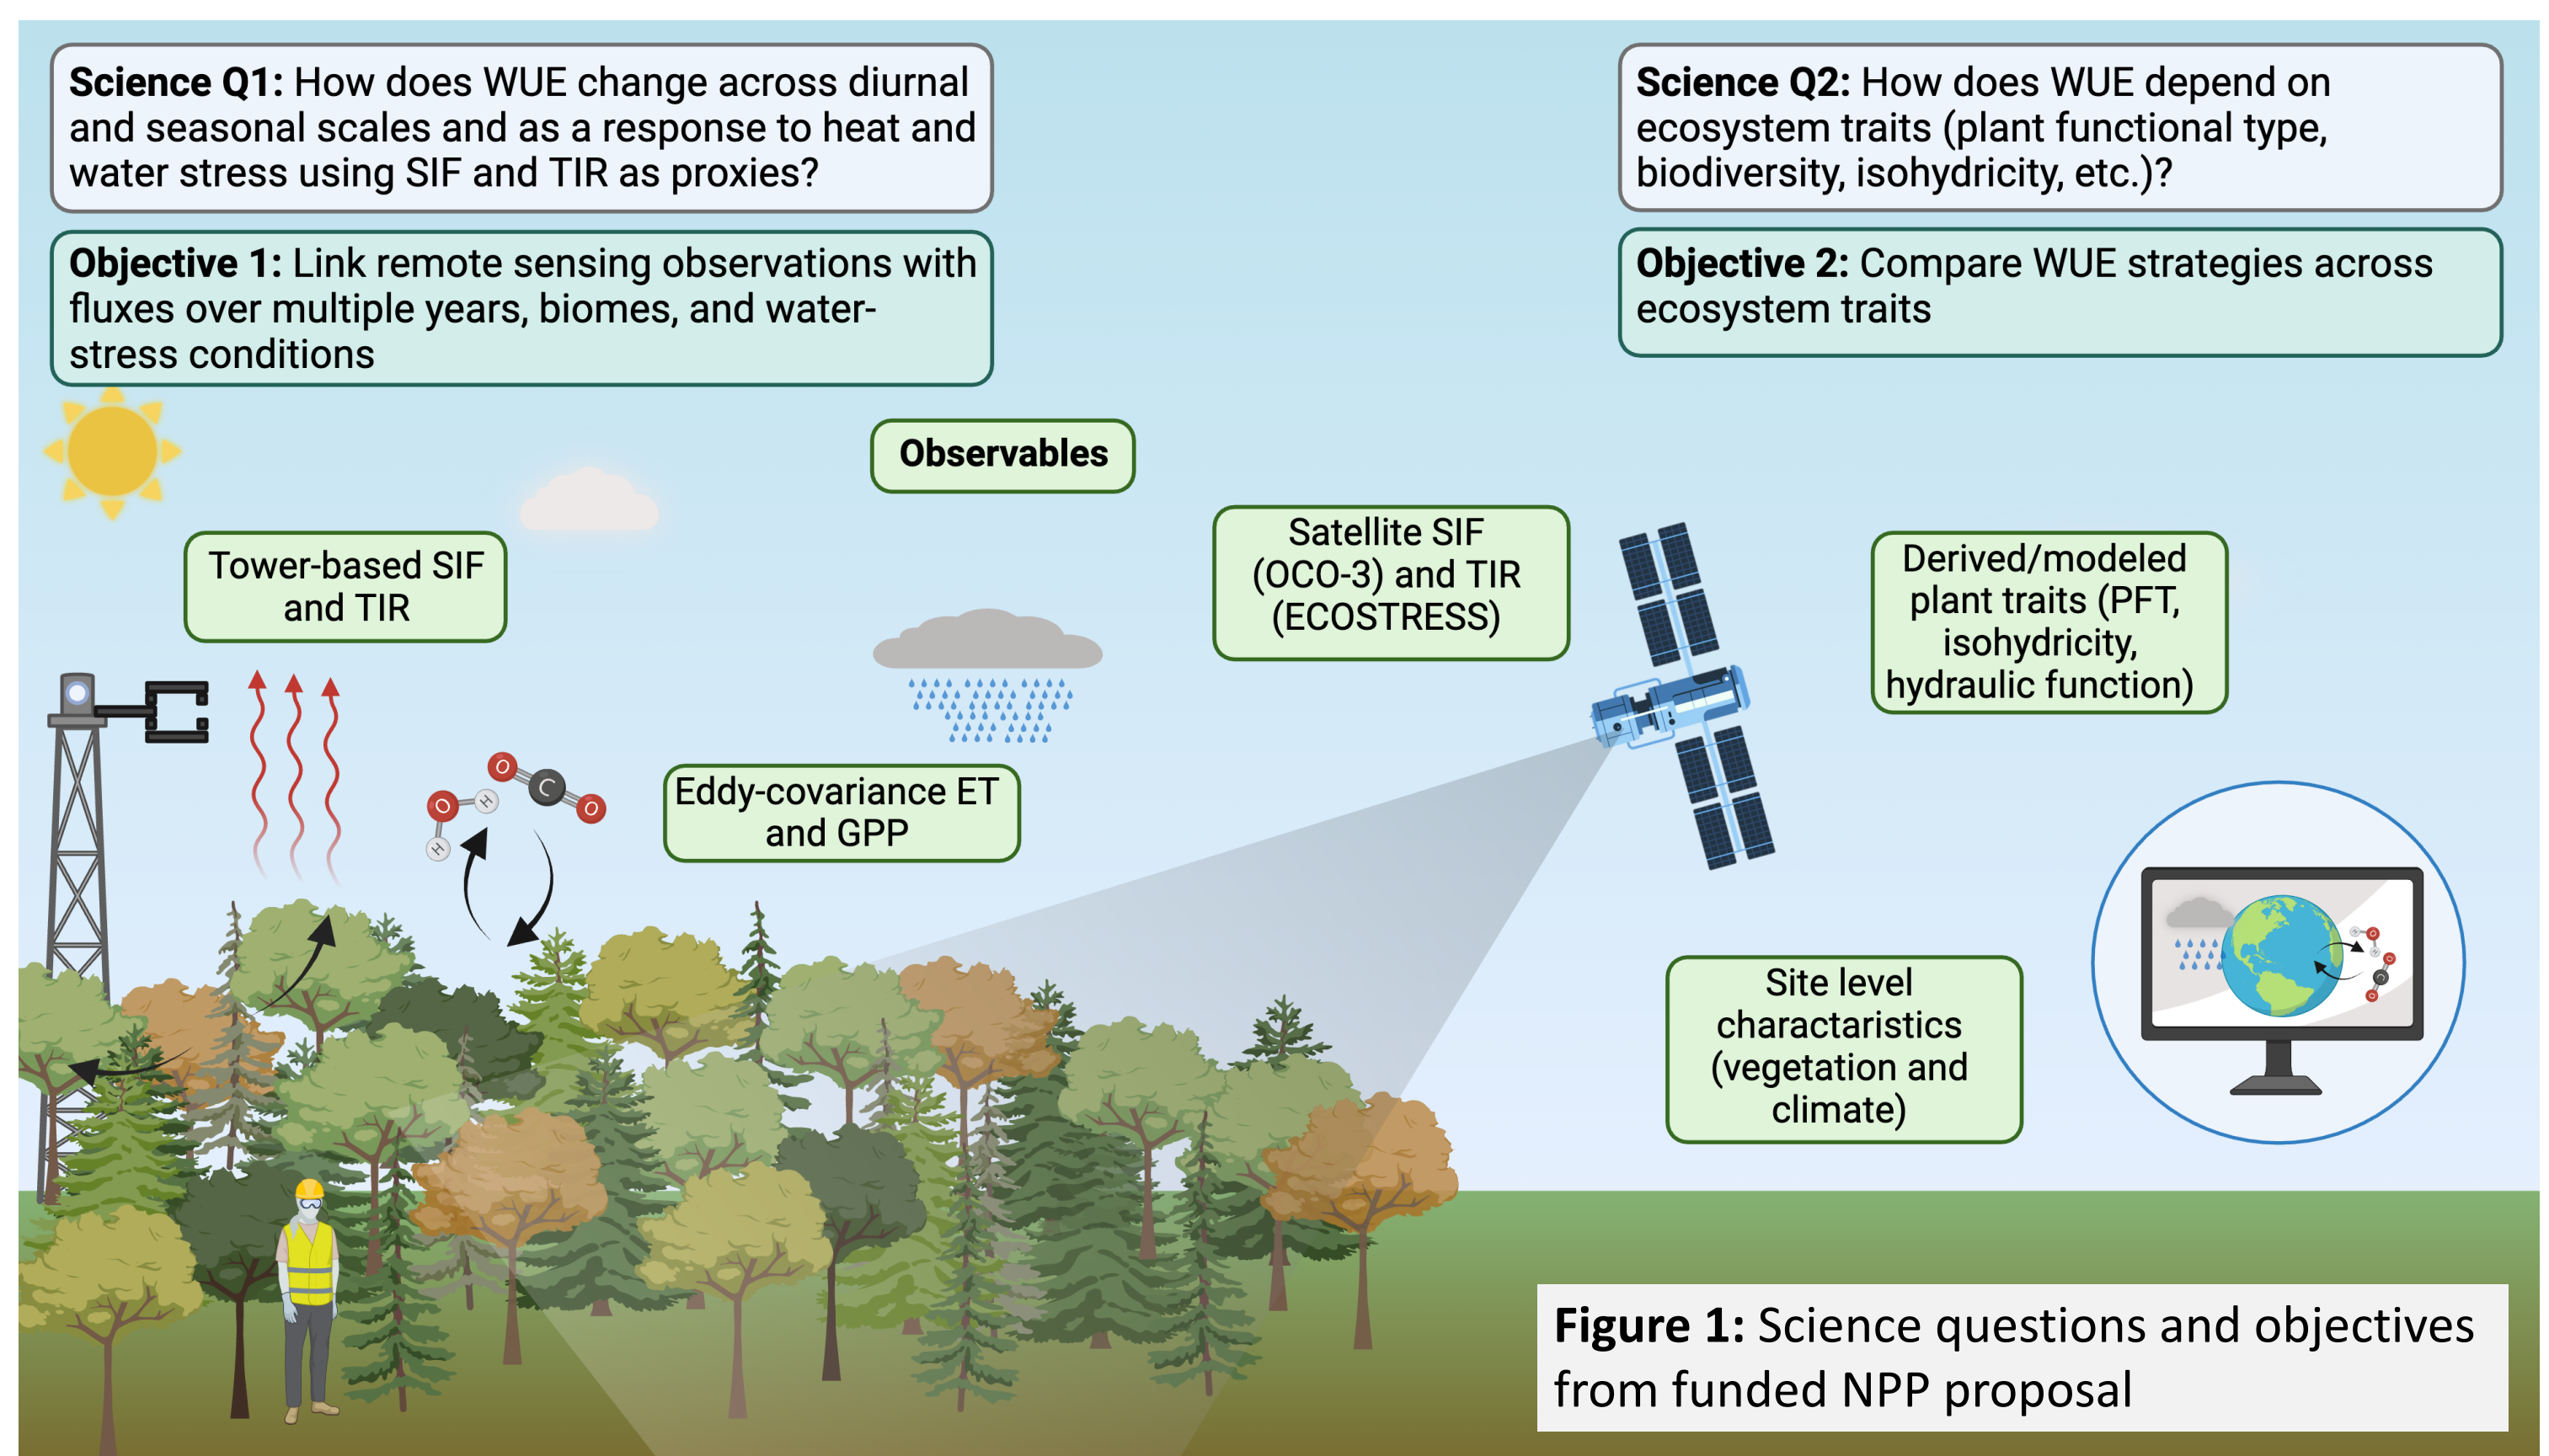 Science Q1: How does WUE change across diurnal
and seasonal scales and as a response to heat and
water stress using SIF and TIR as proxies?
Objective 1: Link remote sensing observations with
fluxes over multiple years, biomes, and water-
stress conditions
Science Q2: How does WUE depend on
ecosystem traits (plant functional type,
biodiversity, isohydricity, etc.)?
Objective 2: Compare WUE strategies across
ecosystem traits
Observables
Tower-based SIF
and TIR
Satellite SIF
(OCO-3) and TIR
(ECOSTRESS)
Derived/modeled
plant traits (PFT,
isohydricity,
hydraulic function)
O
C
O
O
H
H
Eddy-covariance ET
and GPP
Site level
charactaristics
(vegetation and
climate)
Figure 1: Science questions and objectives
from funded NPP proposal